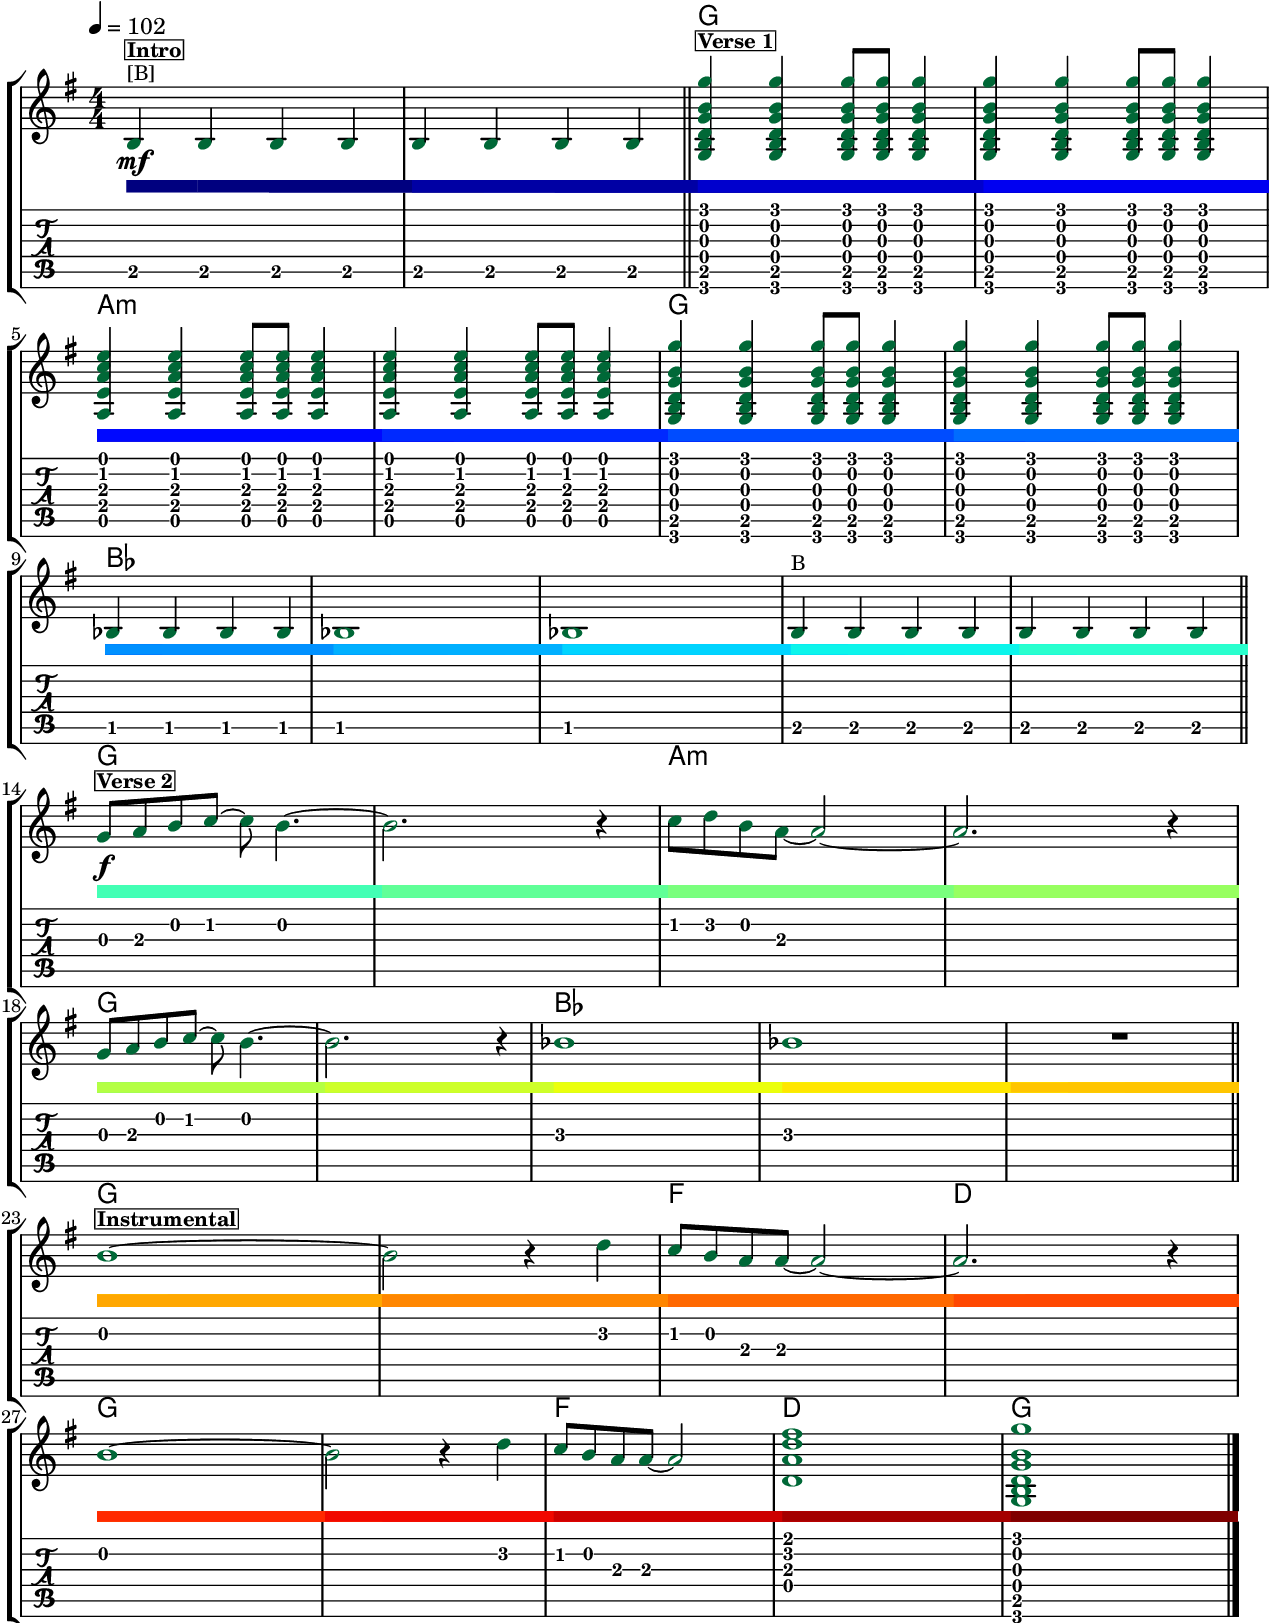 ♩ = 102
Intro
[B]
G
Verse 1
4
4
mf
3 3 3 3 3 3 3 3 3 3
0 0 0 0 0 0 0 0 0 0
0 0 0 0 0 0 0 0 0 0
0 0 0 0 0 0 0 0 0 0
2 2 2 2 2 2 2 2 2 2 2 2 2 2 2 2 2 2
3 3 3 3 3 3 3 3 3 3
TAB
Am G
5
0 0 0 0 0 0 0 0 0 0 3 3 3 3 3 3 3 3 3 3
1 1 1 1 1 1 1 1 1 1 0 0 0 0 0 0 0 0 0 0
2 2 2 2 2 2 2 2 2 2 0 0 0 0 0 0 0 0 0 0
2 2 2 2 2 2 2 2 2 2 0 0 0 0 0 0 0 0 0 0
0 0 0 0 0 0 0 0 0 0 2 2 2 2 2 2 2 2 2 2
3 3 3 3 3 3 3 3 3 3
TAB
9
B♭ B
1 1 1 1 1 1 2 2 2 2 2 2 2 2
TAB
G Am
Verse 2
14
f
0 1 0 1 3 0
0 2 2
TAB
18
G B♭
0 1 0
0 2 3 3
TAB
G F D
Instrumental
23
0 3 1 0
2 2
TAB
27
G F D G
2 3
0 3 1 0 3 0
2 2 2 0
0 0
2
3
TAB